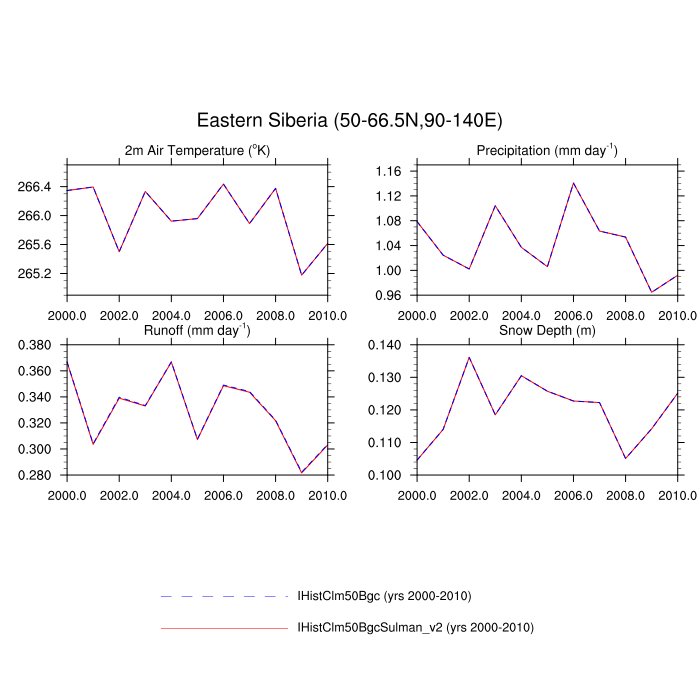 Eastern Siberia (50-66.5N,90-140E)
2m Air Temperature (°K)
266.4
266.0
265.6
265.2
2000.0 2002.0 2004.0 2006.0 2008.0 2010.0
Precipitation (mm day⁻¹)
1.16
1.12
1.08
1.04
1.00
0.96
2000.0 2002.0 2004.0 2006.0 2008.0 2010.0
Runoff (mm day⁻¹)
0.380
0.360
0.340
0.320
0.300
0.280
2000.0 2002.0 2004.0 2006.0 2008.0 2010.0
Snow Depth (m)
0.140
0.130
0.120
0.110
0.100
2000.0 2002.0 2004.0 2006.0 2008.0 2010.0
IHistClm50Bgc (yrs 2000-2010)
IHistClm50BgcSulman_v2 (yrs 2000-2010)